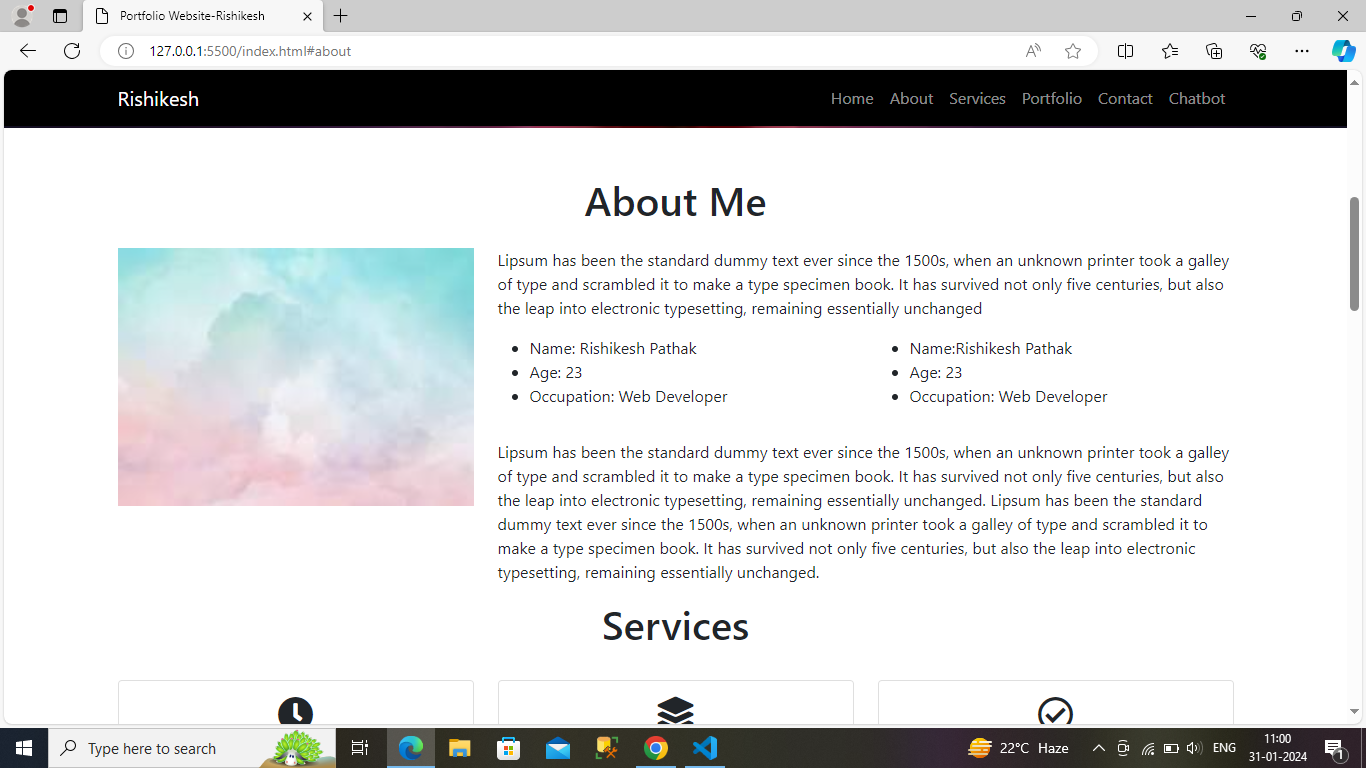 Portfolio Website-Rishikesh
127.0.0.1:5500/index.html#about
Rishikesh
Home About Services Portfolio Contact Chatbot
About Me
Lipsum has been the standard dummy text ever since the 1500s, when an unknown printer took a galley
of type and scrambled it to make a type specimen book. It has survived not only five centuries, but also
the leap into electronic typesetting, remaining essentially unchanged
Name: Rishikesh Pathak
Age: 23
Occupation: Web Developer
Name:Rishikesh Pathak
Age: 23
Occupation: Web Developer
Lipsum has been the standard dummy text ever since the 1500s, when an unknown printer took a galley
of type and scrambled it to make a type specimen book. It has survived not only five centuries, but also
the leap into electronic typesetting, remaining essentially unchanged. Lipsum has been the standard
dummy text ever since the 1500s, when an unknown printer took a galley of type and scrambled it to
make a type specimen book. It has survived not only five centuries, but also the leap into electronic
typesetting, remaining essentially unchanged.
Services
Type here to search
22°C Haze
ENG
11:00
31-01-2024
1